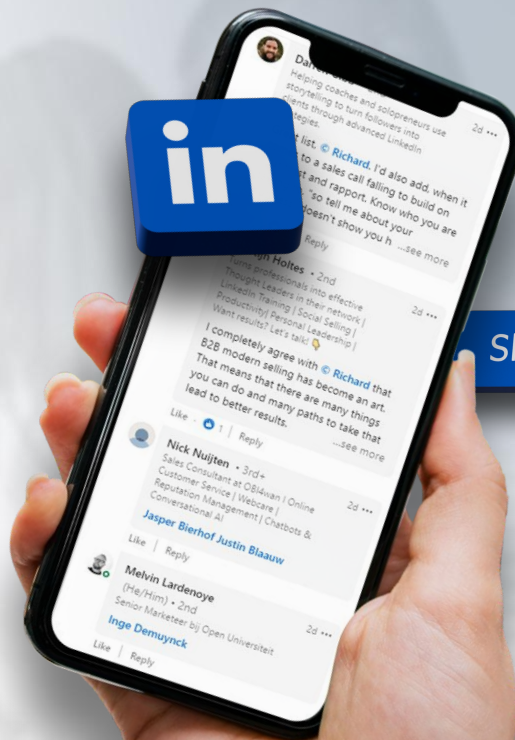 in
2d
Helping coaches and solopreneurs use
storytelling to turn followers into
clients through advanced LinkedIn
list. © Richard. I'd also add, when it
to a sales call falling to build on
and rapport. Know who you are
"so tell me about your
doesn't show you h ...see more
Reply
Holtes • 2nd
2d
Turns professionals into effective
Thought Leaders in their network |
LinkedIn Training | Social Selling |
Productivity| Personal Leadership |
Want results? Let's talk!
I completely agree with © Richard that
B2B modern selling has become an art.
That means that there are many things
you can do and many paths to take that
lead to better results.
...see more
Like · 1 | Reply
Nick Nuijten • 3rd+
2d
Sales Consultant at OBI4wan | Online
Customer Service | Webcare |
Reputation Management | Chatbots &
Conversational AI
Jasper Bierhof Justin Blaauw
Like | Reply
Melvin Lardenoye
2d
(He/Him) • 2nd
Senior Marketeer bij Open Universiteit
Inge Demuynck
Like | Reply